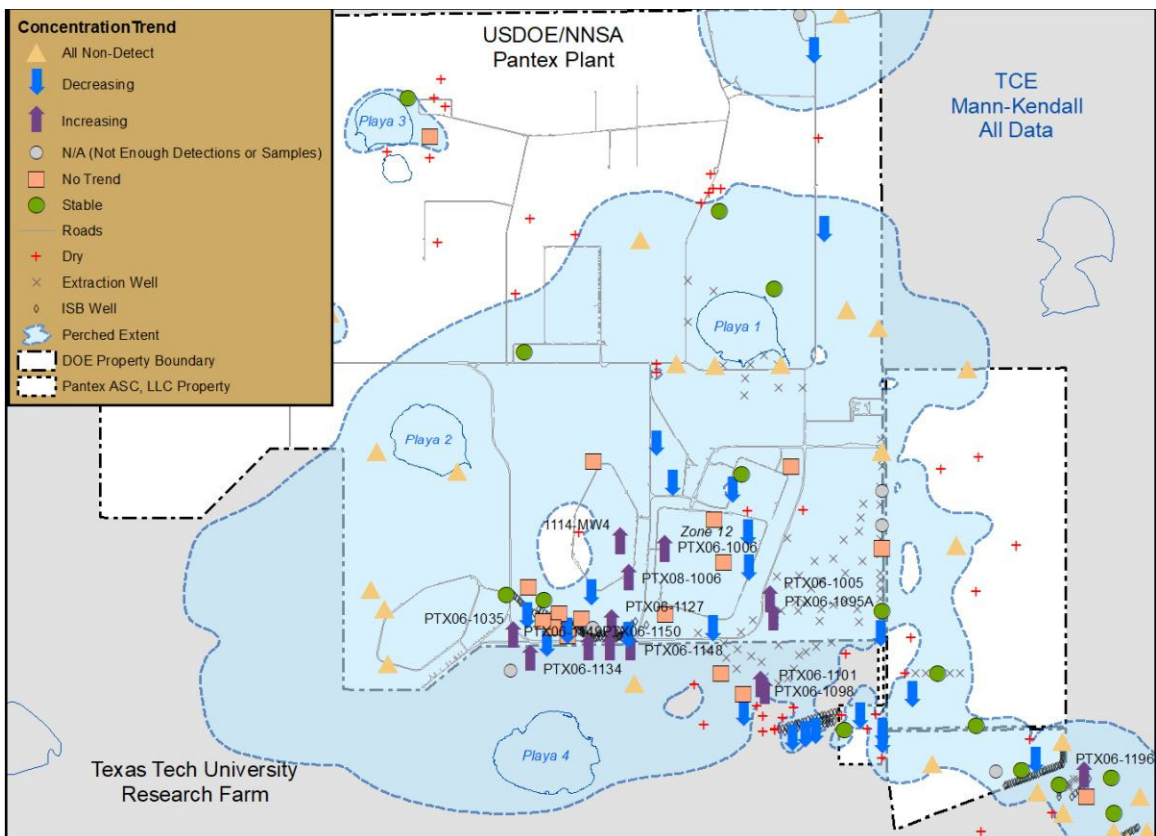 ConcentrationTrend
All Non-Detect
Decreasing
Increasing
N/A (Not Enough Detections or Samples)
No Trend
Stable
Roads
Dry
Extraction Well
ISB Well
Perched Extent
DOE Property Boundary
Pantex ASC, LLC Property
USDOE/NNSA
Pantex Plant
TCE
Mann-Kendall
All Data
Playa 3
Playa 1
Playa 2
1114-MW4
Zone 12
PTX06-1006
PTX08-1006
PTX06-1005
PTX06-1095A
PTX06-1127
PTX06-1035
PTX06-1150
PTX06-1148
PTX06-1134
PTX06-1101
PTX06-1098
Playa 4
PTX06-1196
Texas Tech University
Research Farm